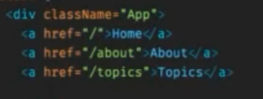 <div className="App">
<a href="/">Home</a>
<a href="/about">About</a>
<a href="/topics">Topics</a>